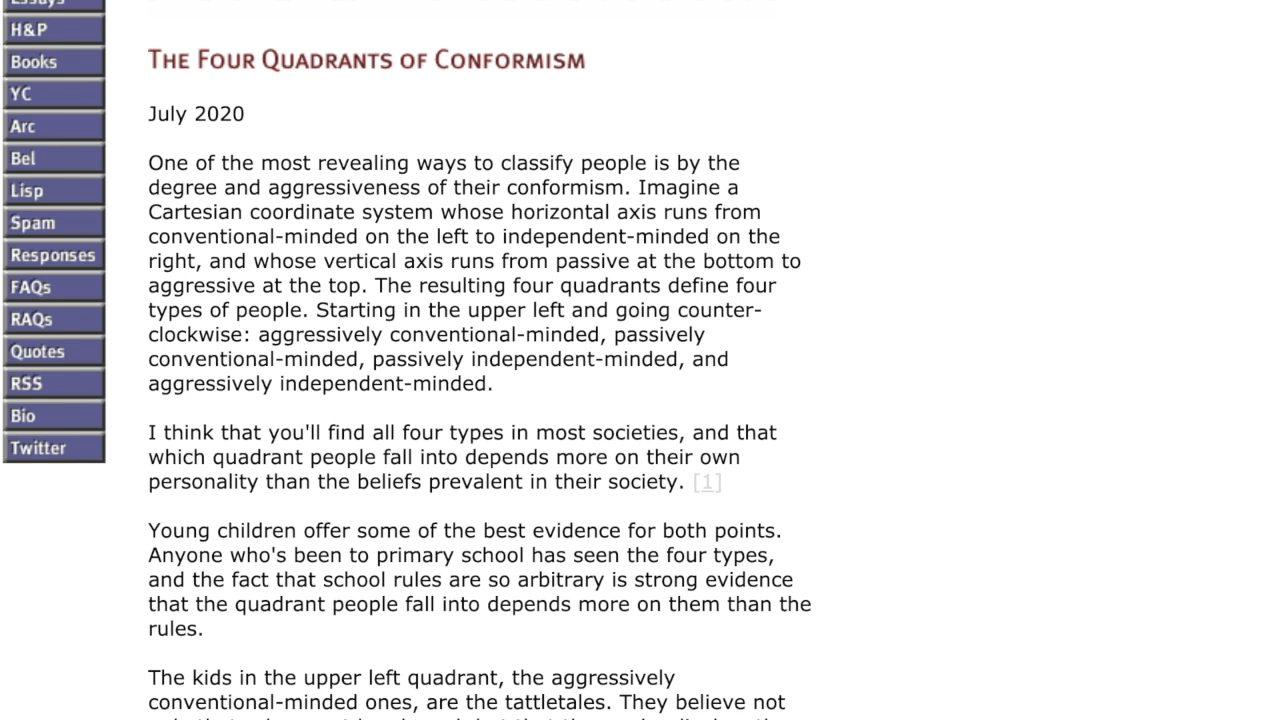 Essays
H&P
Books
YC
Arc
Bel
Lisp
Spam
Responses
FAQs
RAQs
Quotes
RSS
Bio
Twitter
The Four Quadrants of Conformism
July 2020
One of the most revealing ways to classify people is by the
degree and aggressiveness of their conformism. Imagine a
Cartesian coordinate system whose horizontal axis runs from
conventional-minded on the left to independent-minded on the
right, and whose vertical axis runs from passive at the bottom to
aggressive at the top. The resulting four quadrants define four
types of people. Starting in the upper left and going counter-
clockwise: aggressively conventional-minded, passively
conventional-minded, passively independent-minded, and
aggressively independent-minded.
I think that you'll find all four types in most societies, and that
which quadrant people fall into depends more on their own
personality than the beliefs prevalent in their society. [1]
Young children offer some of the best evidence for both points.
Anyone who's been to primary school has seen the four types,
and the fact that school rules are so arbitrary is strong evidence
that the quadrant people fall into depends more on them than the
rules.
The kids in the upper left quadrant, the aggressively
conventional-minded ones, are the tattletales. They believe not